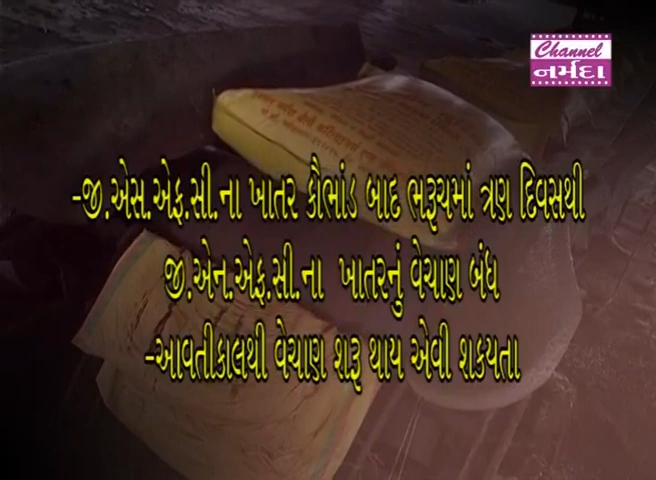 Channel
નર્મદા
-જી.એસ.એફ.સી.ના ખાતર કૌભાંડ બાદ ભરૂચમાં ત્રણ દિવસથી
જી.એન.એફ.સી.ના ખાતરનું વેચાણ બંધ
-આવતીકાલથી વેચાણ શરૂ થાય એવી શકયતા